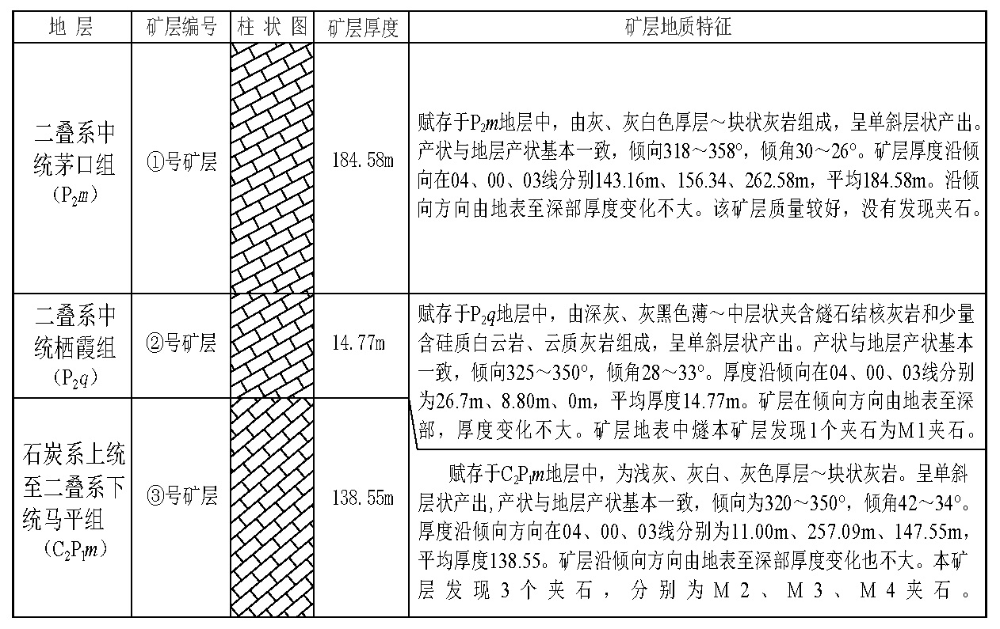 地 层 矿层编号 柱 状 图 矿层厚度 矿层地质特征
二叠系中
统茅口组
（P₂m）
①号矿层
184.58m
赋存于P₂m地层中，由灰、灰白色厚层～块状灰岩组成，呈单斜层状产出。
产状与地层产状基本一致，倾向318～358°，倾角30～26°。矿层厚度沿倾
向在04、00、03线分别143.16m、156.34、262.58m，平均184.58m。沿倾
向方向由地表至深部厚度变化不大。该矿层质量较好，没有发现夹石。
二叠系中
统栖霞组
（P₂q）
②号矿层
14.77m
赋存于P₂q地层中，由深灰、灰黑色薄～中层状夹含燧石结核灰岩和少量
含硅质白云岩、云质灰岩组成，呈单斜层状产出。产状与地层产状基本
一致，倾向325～350°，倾角28～33°。厚度沿倾向在04、00、03线分别
为26.7m、8.80m、0m，平均厚度14.77m。矿层在倾向方向由地表至深
部，厚度变化不大。矿层地表中燧本矿层发现1个夹石为M1夹石。
石炭系上统
至二叠系下
统马平组
（C₂P₁m）
③号矿层
138.55m
赋存于C₂P₁m地层中，为浅灰、灰白、灰色厚层～块状灰岩。呈单斜
层状产出,产状与地层产状基本一致，倾向为320～350°，倾角42～34°。
厚度沿倾向方向在04、00、03线分别为11.00m、257.09m、147.55m，
平均厚度138.55。矿层沿倾向方向由地表至深部厚度变化也不大。本矿
层发现3个夹石，分别为M2、M3、M4夹石。